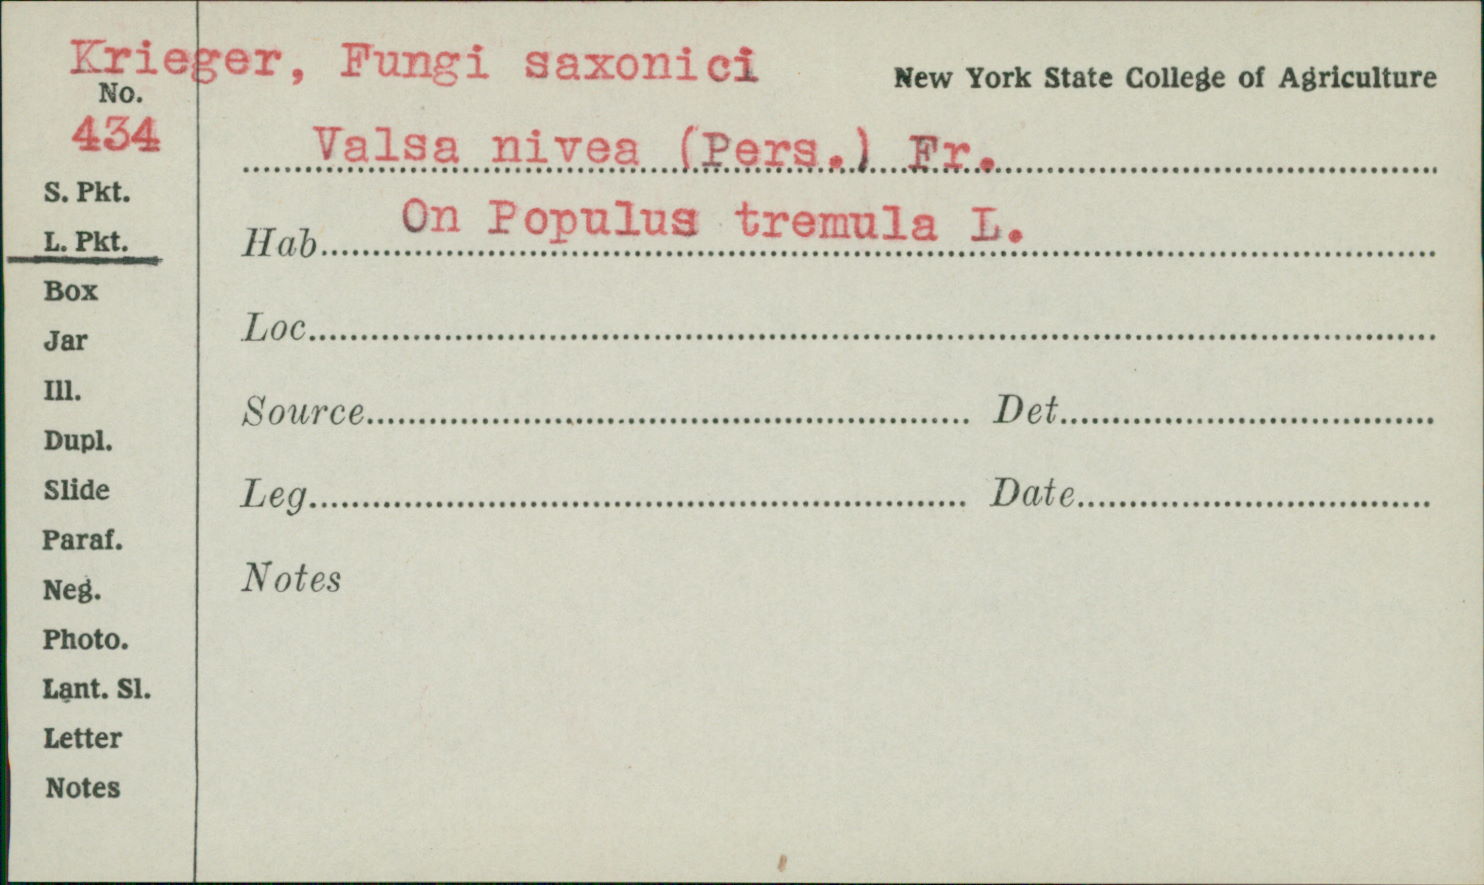 Krieger, Fungi saxonici
New York State College of Agriculture
No.
434
Valsa nivea (Pers.) Fr.
S. Pkt.
On Populus tremula L.
L. Pkt.
Hab
Box
Loc
Jar
Ill.
Source Det
Dupl.
Slide
Leg Date
Paraf.
Notes
Neg.
Photo.
Lant. Sl.
Letter
Notes